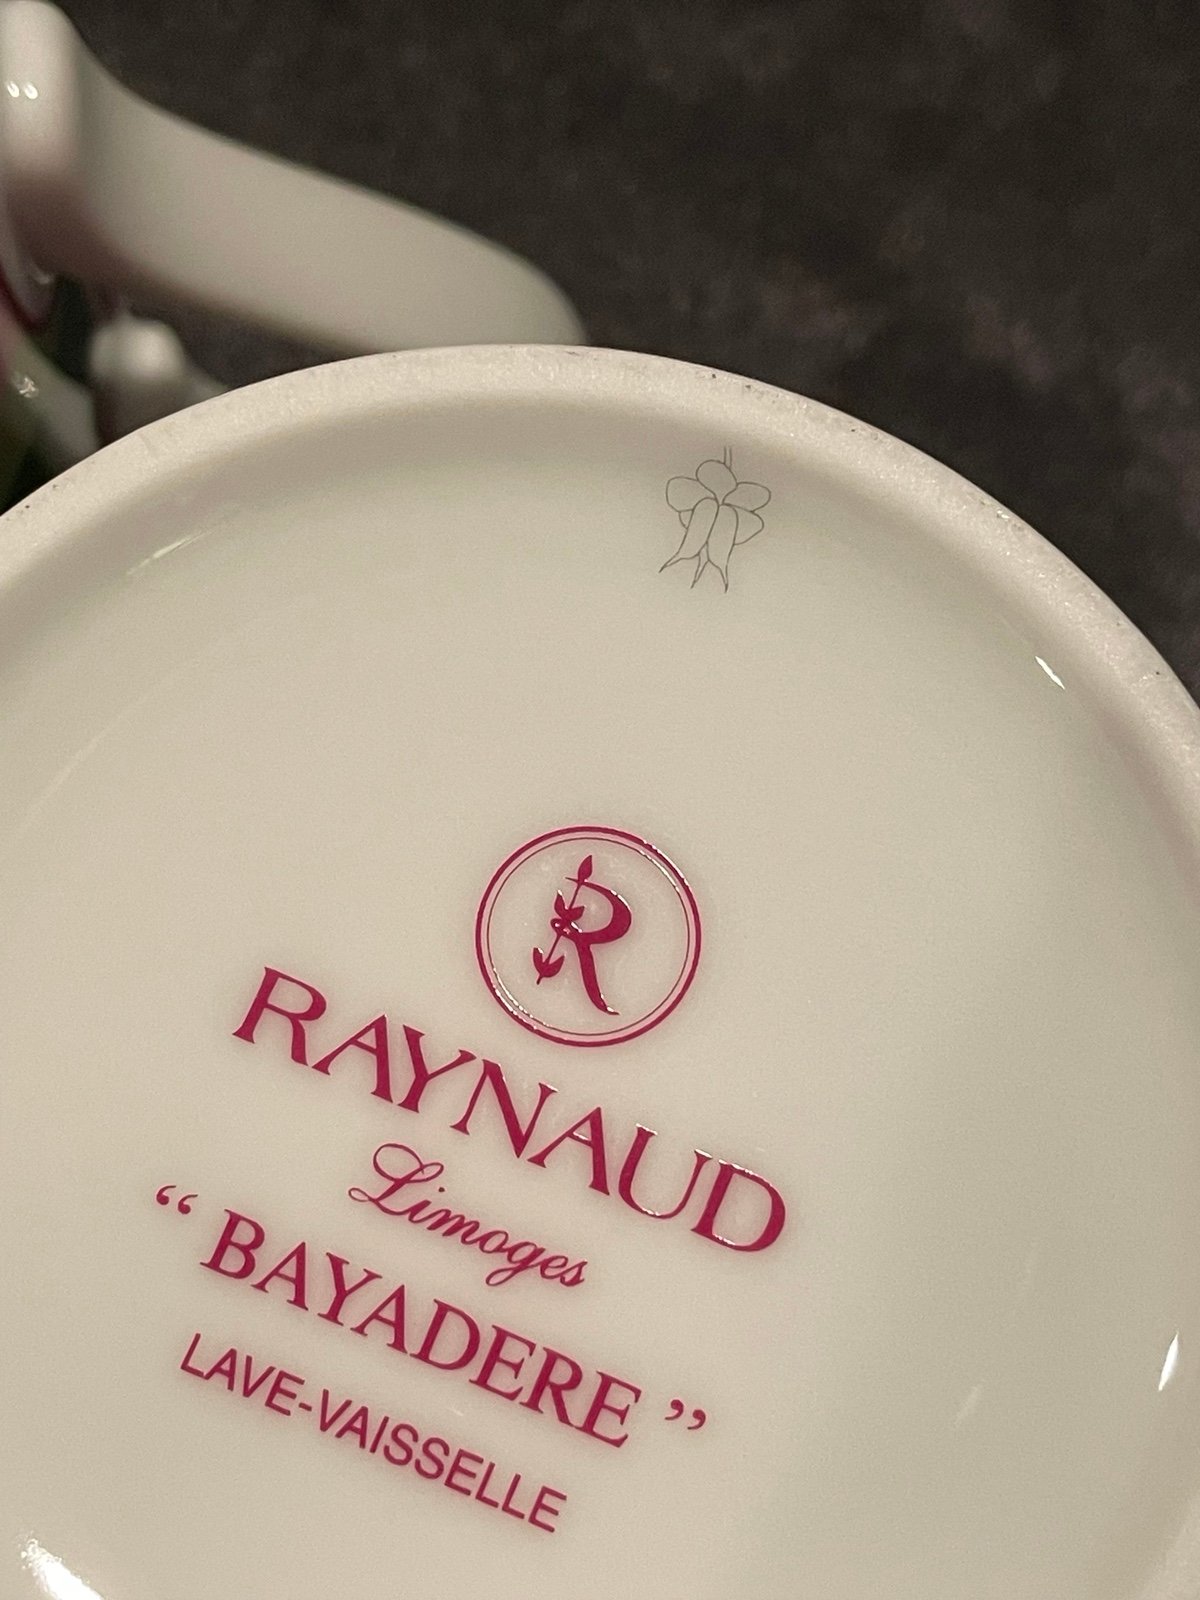 R
RAYNAUD
Limoges
“ BAYADERE ”
LAVE-VAISSELLE